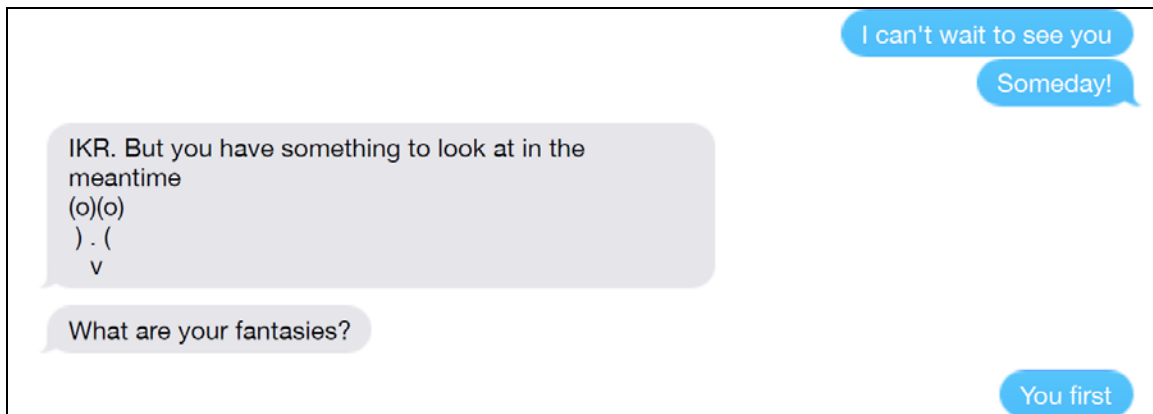 I can't wait to see you
Someday!
IKR. But you have something to look at in the
meantime
(o)(o)
) . (
v
What are your fantasies?
You first